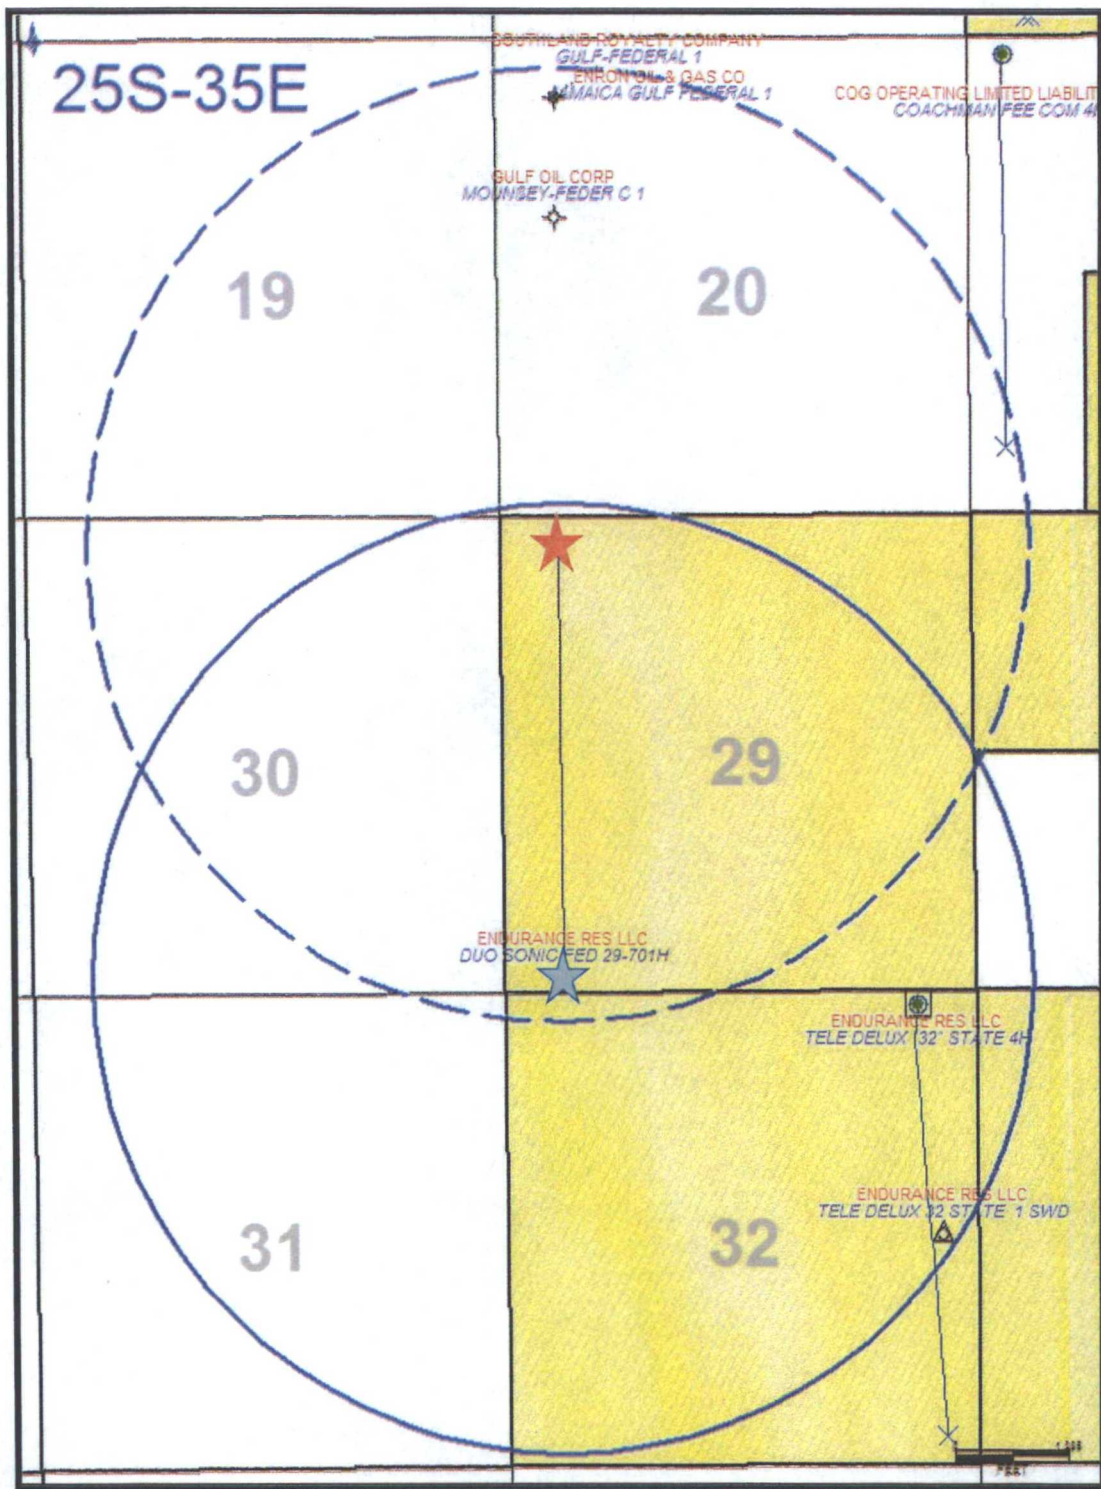 25S-35E
SOUTHLAND ROYALTY COMPANY
GULF-FEDERAL 1
ENRON OIL & GAS CO
JAMAICA GULF FEDERAL 1
COG OPERATING LIMITED
COACHMAN FEE COM
GULF OIL CORP
MOUNSEY-FEDER C 1
19
20
30
29
ENDURANCE RES LLC
DUO SONIC FED 29-701H
ENDURANCE RES LLC
TELE DELUX "32" STATE 4H
ENDURANCE RES LLC
TELE DELUX 32 STATE 1 SWD
31
32
FEET